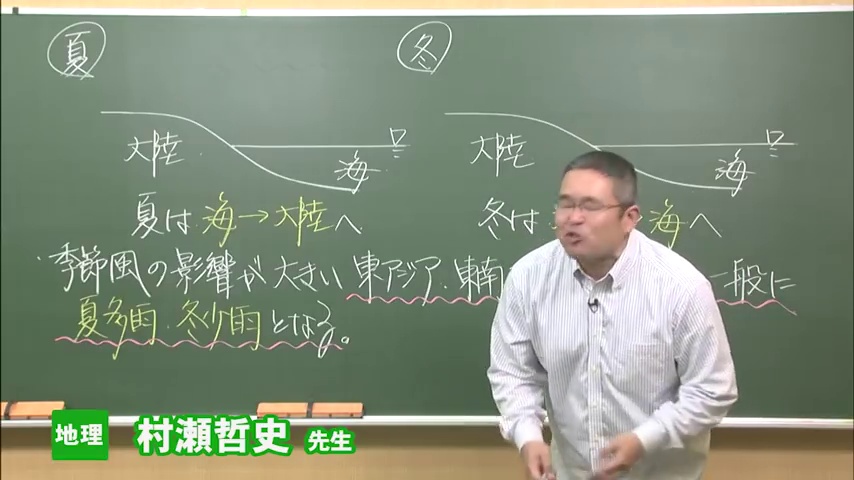 夏
冬
大陸
海
大陸
海
夏は 海→大陸へ
冬は 海へ
・季節風の影響が大きい 東アジア・東南 一般に
夏多雨・冬少雨となる。
地理 村瀬哲史 先生